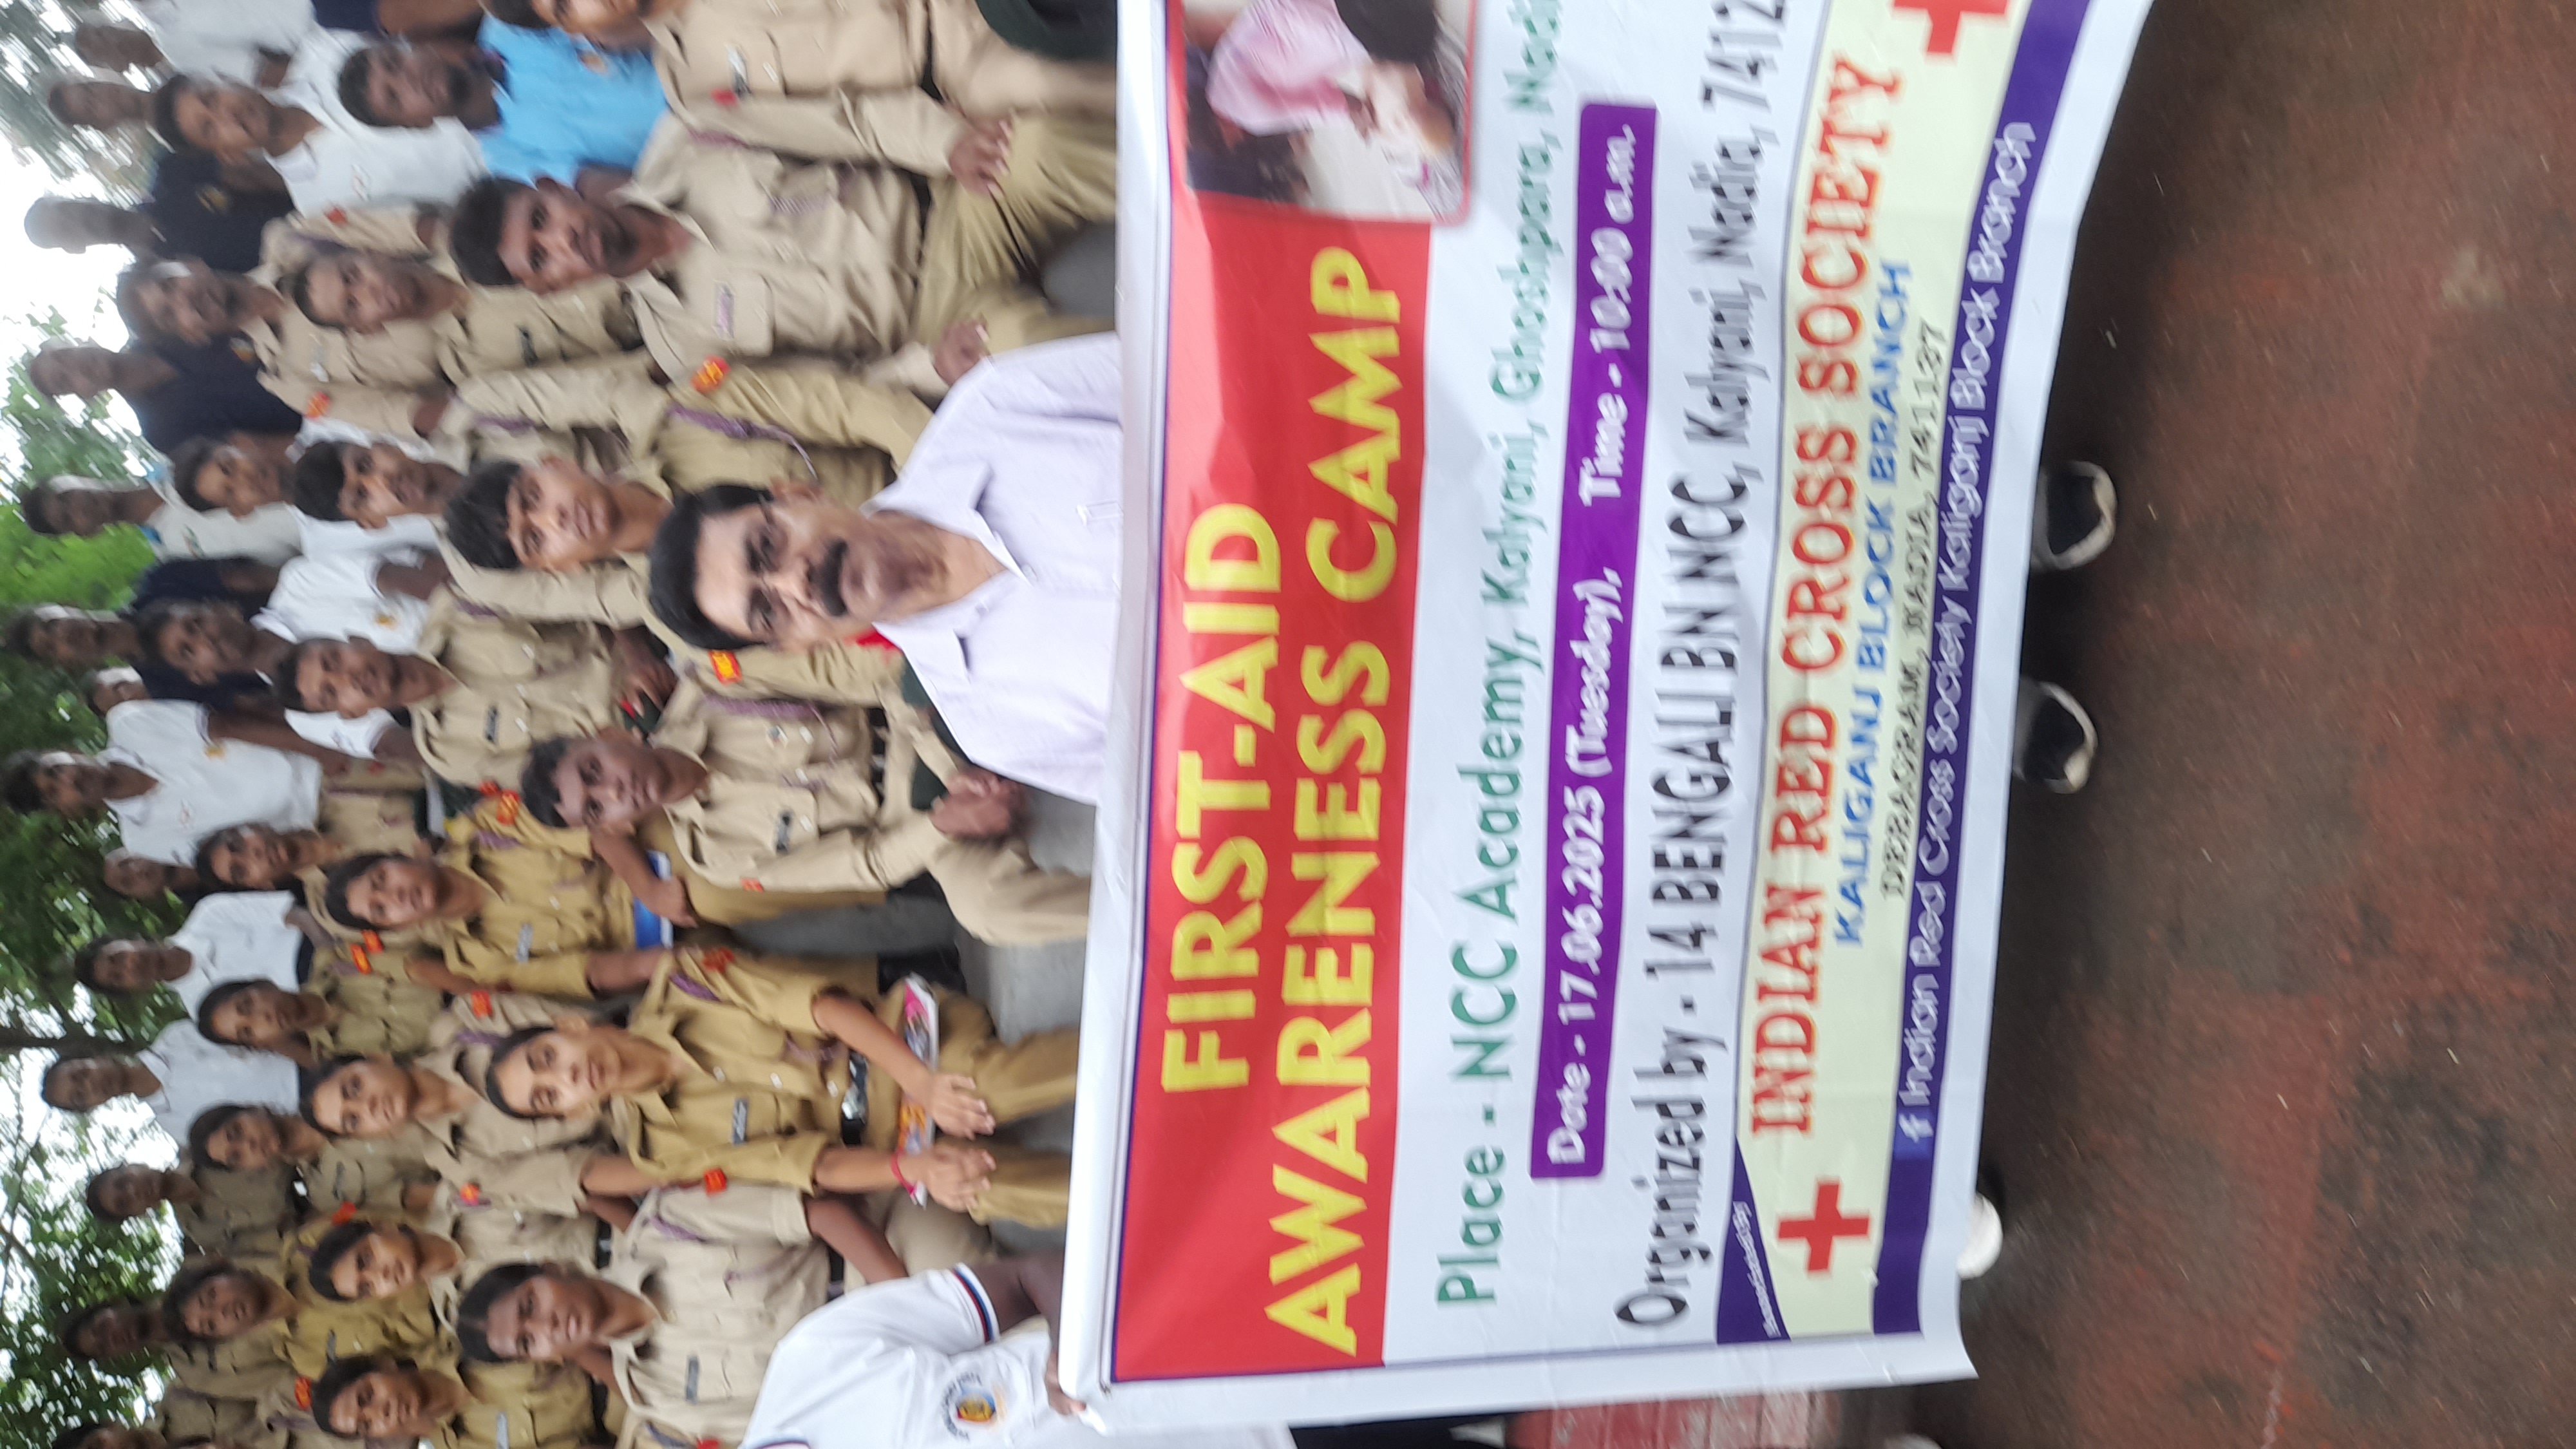 FIRST-AID
AWARENESS CAMP
Place - NCC Academy, Kalyani, Ghoshpara, Nadi
Date - 17.06.2025 (Tuesday), Time - 10:00 a.m.
Organized by - 14 BENGALI BN NCC, Kalyani, Nadia, 7412
INDIAN RED CROSS SOCIETY
KALIGANJ BLOCK BRANCH
DEBAGRAM, NADIA, 741137
f Indian Red Cross Society Kaliganj Block Branch